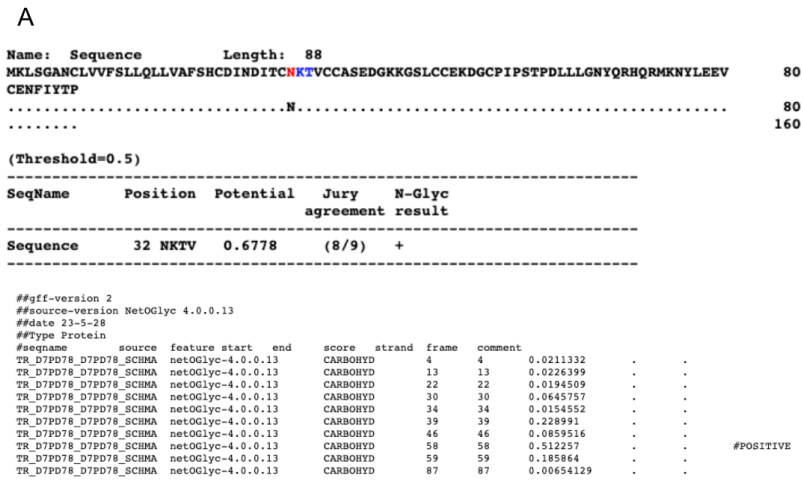 A
Name: Sequence Length: 88
MKLSGANCLVVFSLLQLLVAFSHCDINDITCNKTVCCASEDGKKGSLCCEKDGCPIPSTPDLLLGNYQRHQRMKNYLEEV 80
CENFIYTP
...............................N................................................ 80
........ 160
(Threshold=0.5)
----------------------------------------------------------------------
SeqName Position Potential Jury N-Glyc
agreement result
----------------------------------------------------------------------
Sequence 32 NKTV 0.6778 (8/9) +
----------------------------------------------------------------------
##gff-version 2
##source-version NetOGlyc 4.0.0.13
##date 23-5-28
##Type Protein
#seqname source feature start end score strand frame comment
TR_D7PD78_D7PD78_SCHMA netOGlyc-4.0.0.13 CARBOHYD 4 4 0.0211332 . .
TR_D7PD78_D7PD78_SCHMA netOGlyc-4.0.0.13 CARBOHYD 13 13 0.0226399 . .
TR_D7PD78_D7PD78_SCHMA netOGlyc-4.0.0.13 CARBOHYD 22 22 0.0194509 . .
TR_D7PD78_D7PD78_SCHMA netOGlyc-4.0.0.13 CARBOHYD 30 30 0.0645757 . .
TR_D7PD78_D7PD78_SCHMA netOGlyc-4.0.0.13 CARBOHYD 34 34 0.0154552 . .
TR_D7PD78_D7PD78_SCHMA netOGlyc-4.0.0.13 CARBOHYD 39 39 0.228991 . .
TR_D7PD78_D7PD78_SCHMA netOGlyc-4.0.0.13 CARBOHYD 46 46 0.0859516 . .
TR_D7PD78_D7PD78_SCHMA netOGlyc-4.0.0.13 CARBOHYD 58 58 0.512257 . . #POSITIVE
TR_D7PD78_D7PD78_SCHMA netOGlyc-4.0.0.13 CARBOHYD 59 59 0.185864 . .
TR_D7PD78_D7PD78_SCHMA netOGlyc-4.0.0.13 CARBOHYD 87 87 0.00654129 . .